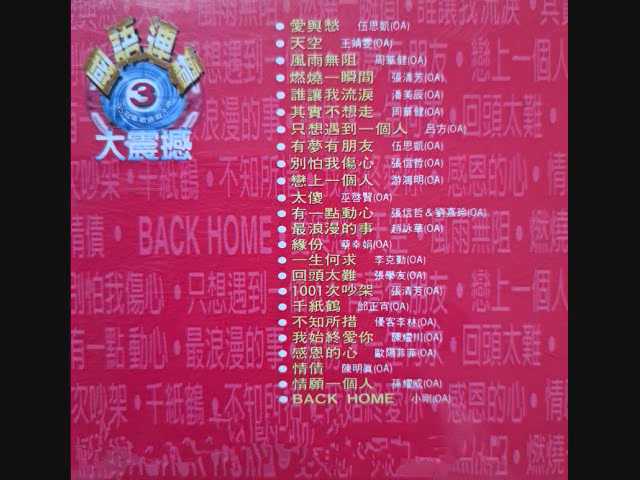 國語連奏
3
大震撼
愛與愁 伍思凱(OA)
天空 王靖雯(OA)
風雨無阻 周華健(OA)
燃燒一瞬間 張清芳(OA)
誰讓我流淚 潘美辰(OA)
其實不想走 周華健(OA)
只想遇到一個人 呂方(OA)
有夢有朋友 伍思凱(OA)
別怕我傷心 張信哲(OA)
戀上一個人 游鴻明(OA)
太傻 巫啓賢(OA)
有一點動心 張信哲&劉嘉玲(OA)
最浪漫的事 趙詠華(OA)
緣份 蔡幸娟(OA)
一生何求 李克勤(OA)
回頭太難 張學友(OA)
1001次吵架 張清芳(OA)
千紙鶴 邰正宵(OA)
不知所措 優客李林(OA)
我始終愛你 陳耀川(OA)
感恩的心 歐陽菲菲(OA)
情債 陳明眞(OA)
情願一個人 孫耀威(OA)
BACK HOME 小剛(OA)